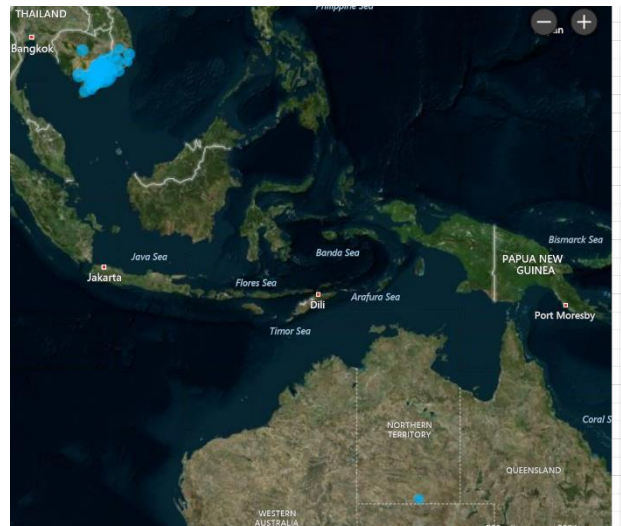 Philippine Sea
THAILAND
Bangkok
Java Sea
Jakarta
Banda Sea
Flores Sea
Arafura Sea
Dili
Timor Sea
Bismarck Sea
PAPUA NEW
GUINEA
Port Moresby
Coral S
NORTHERN
TERRITORY
QUEENSLAND
WESTERN
AUSTRALIA